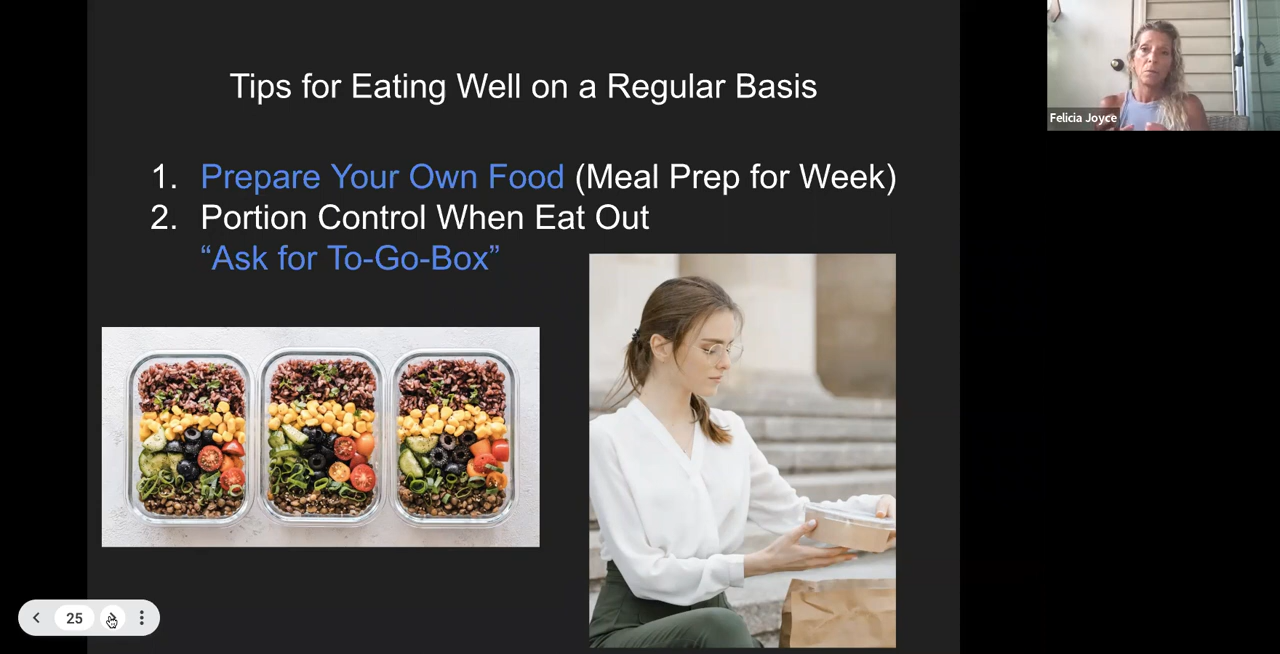 Tips for Eating Well on a Regular Basis
1. Prepare Your Own Food (Meal Prep for Week)
2. Portion Control When Eat Out
“Ask for To-Go-Box”
Felicia Joyce
25